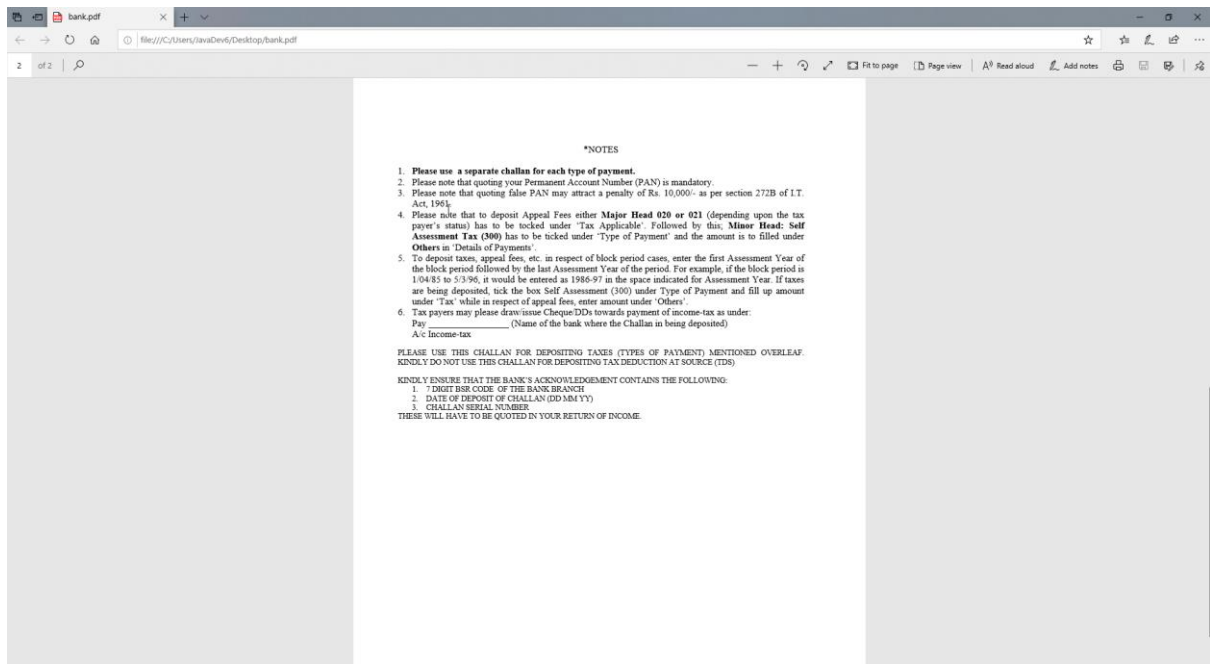 bank.pdf
file:///C:/Users/JavaDev6/Desktop/bank.pdf
2 of 2
Fit to page Page view Read aloud Add notes
*NOTES
1. Please use a separate challan for each type of payment.
2. Please note that quoting your Permanent Account Number (PAN) is mandatory.
3. Please note that quoting false PAN may attract a penalty of Rs. 10,000/- as per section 272B of I.T.
Act, 1961.
4. Please note that to deposit Appeal Fees either Major Head 020 or 021 (depending upon the tax
payer's status) has to be tocked under 'Tax Applicable'. Followed by this; Minor Head: Self
Assessment Tax (300) has to be ticked under 'Type of Payment' and the amount is to filled under
Others in 'Details of Payments'.
5. To deposit taxes, appeal fees, etc. in respect of block period cases, enter the first Assessment Year of
the block period followed by the last Assessment Year of the period. For example, if the block period is
1/04/85 to 5/3/96, it would be entered as 1986-97 in the space indicated for Assessment Year. If taxes
are being deposited, tick the box Self Assessment (300) under Type of Payment and fill up amount
under 'Tax' while in respect of appeal fees, enter amount under 'Others'.
6. Tax payers may please draw/issue Cheque/DDs towards payment of income-tax as under:
Pay ____________________ (Name of the bank where the Challan in being deposited)
A/c Income-tax
PLEASE USE THIS CHALLAN FOR DEPOSITING TAXES (TYPES OF PAYMENT) MENTIONED OVERLEAF.
KINDLY DO NOT USE THIS CHALLAN FOR DEPOSITING TAX DEDUCTION AT SOURCE (TDS)
KINDLY ENSURE THAT THE BANK'S ACKNOWLEDGEMENT CONTAINS THE FOLLOWING:
1. 7 DIGIT BSR CODE OF THE BANK BRANCH
2. DATE OF DEPOSIT OF CHALLAN (DD MM YY)
3. CHALLAN SERIAL NUMBER
THESE WILL HAVE TO BE QUOTED IN YOUR RETURN OF INCOME.